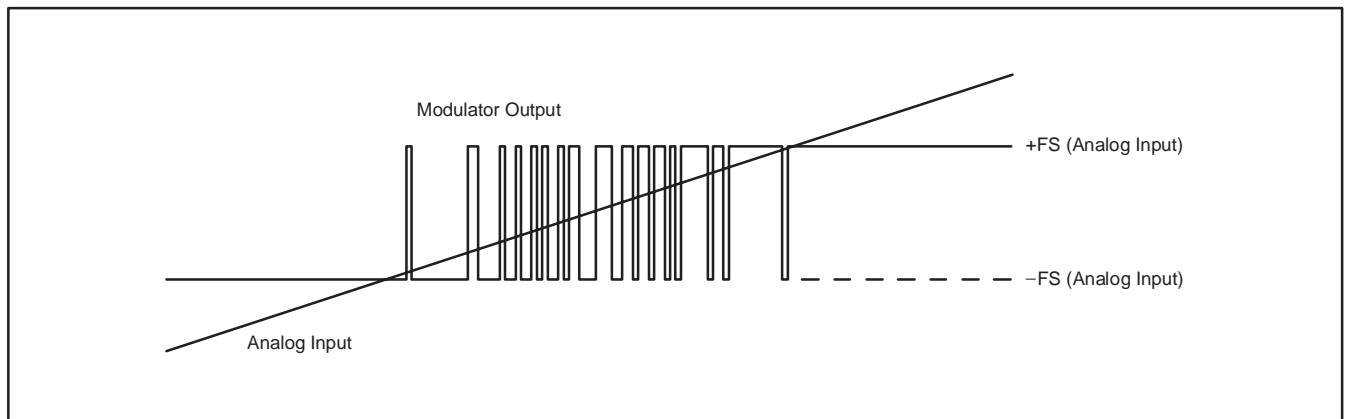 Modulator Output
+FS (Analog Input)
−FS (Analog Input)
Analog Input